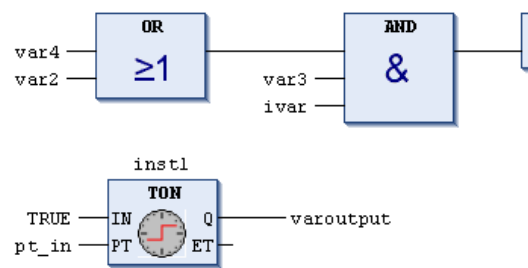 OR
AND
var4
≥1
var2
var3
&
ivar
inst1
TON
TRUE IN Q varoutput
pt_in PT ET